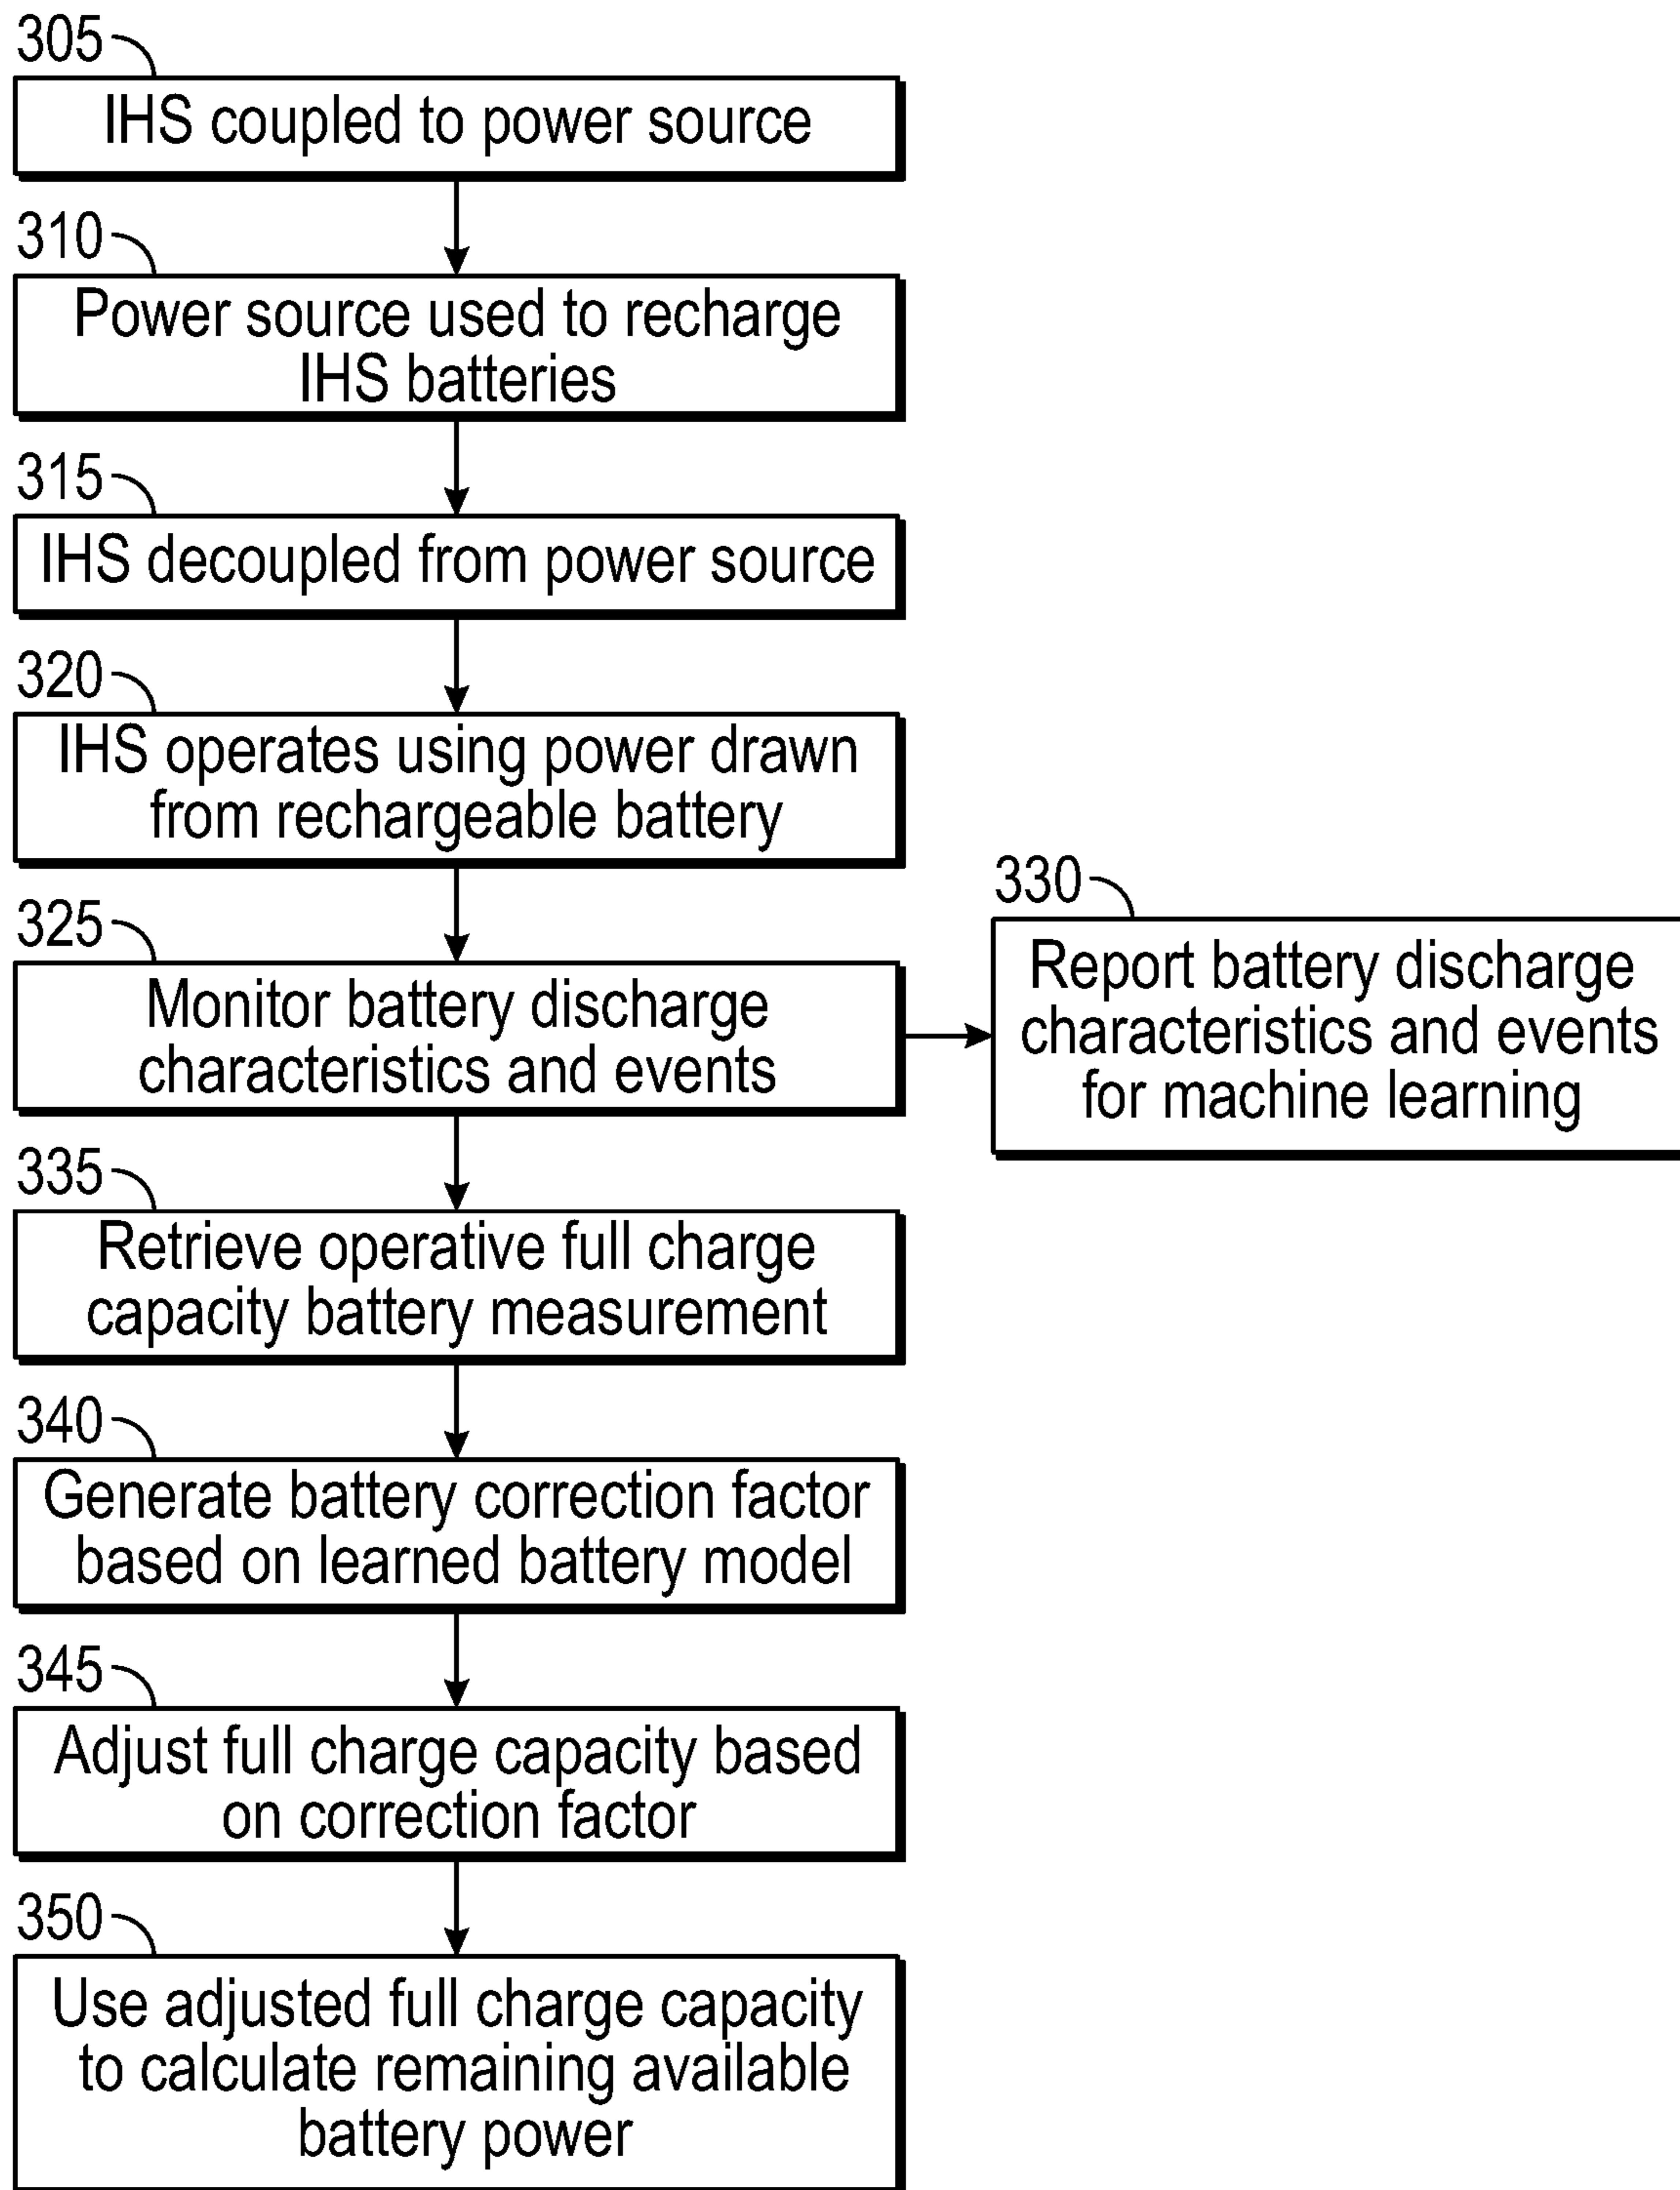 305
IHS coupled to power source
310
Power source used to recharge
IHS batteries
315
IHS decoupled from power source
320
IHS operates using power drawn
from rechargeable battery
325
Monitor battery discharge
characteristics and events
330
Report battery discharge
characteristics and events
for machine learning
335
Retrieve operative full charge
capacity battery measurement
340
Generate battery correction factor
based on learned battery model
345
Adjust full charge capacity based
on correction factor
350
Use adjusted full charge capacity
to calculate remaining available
battery power